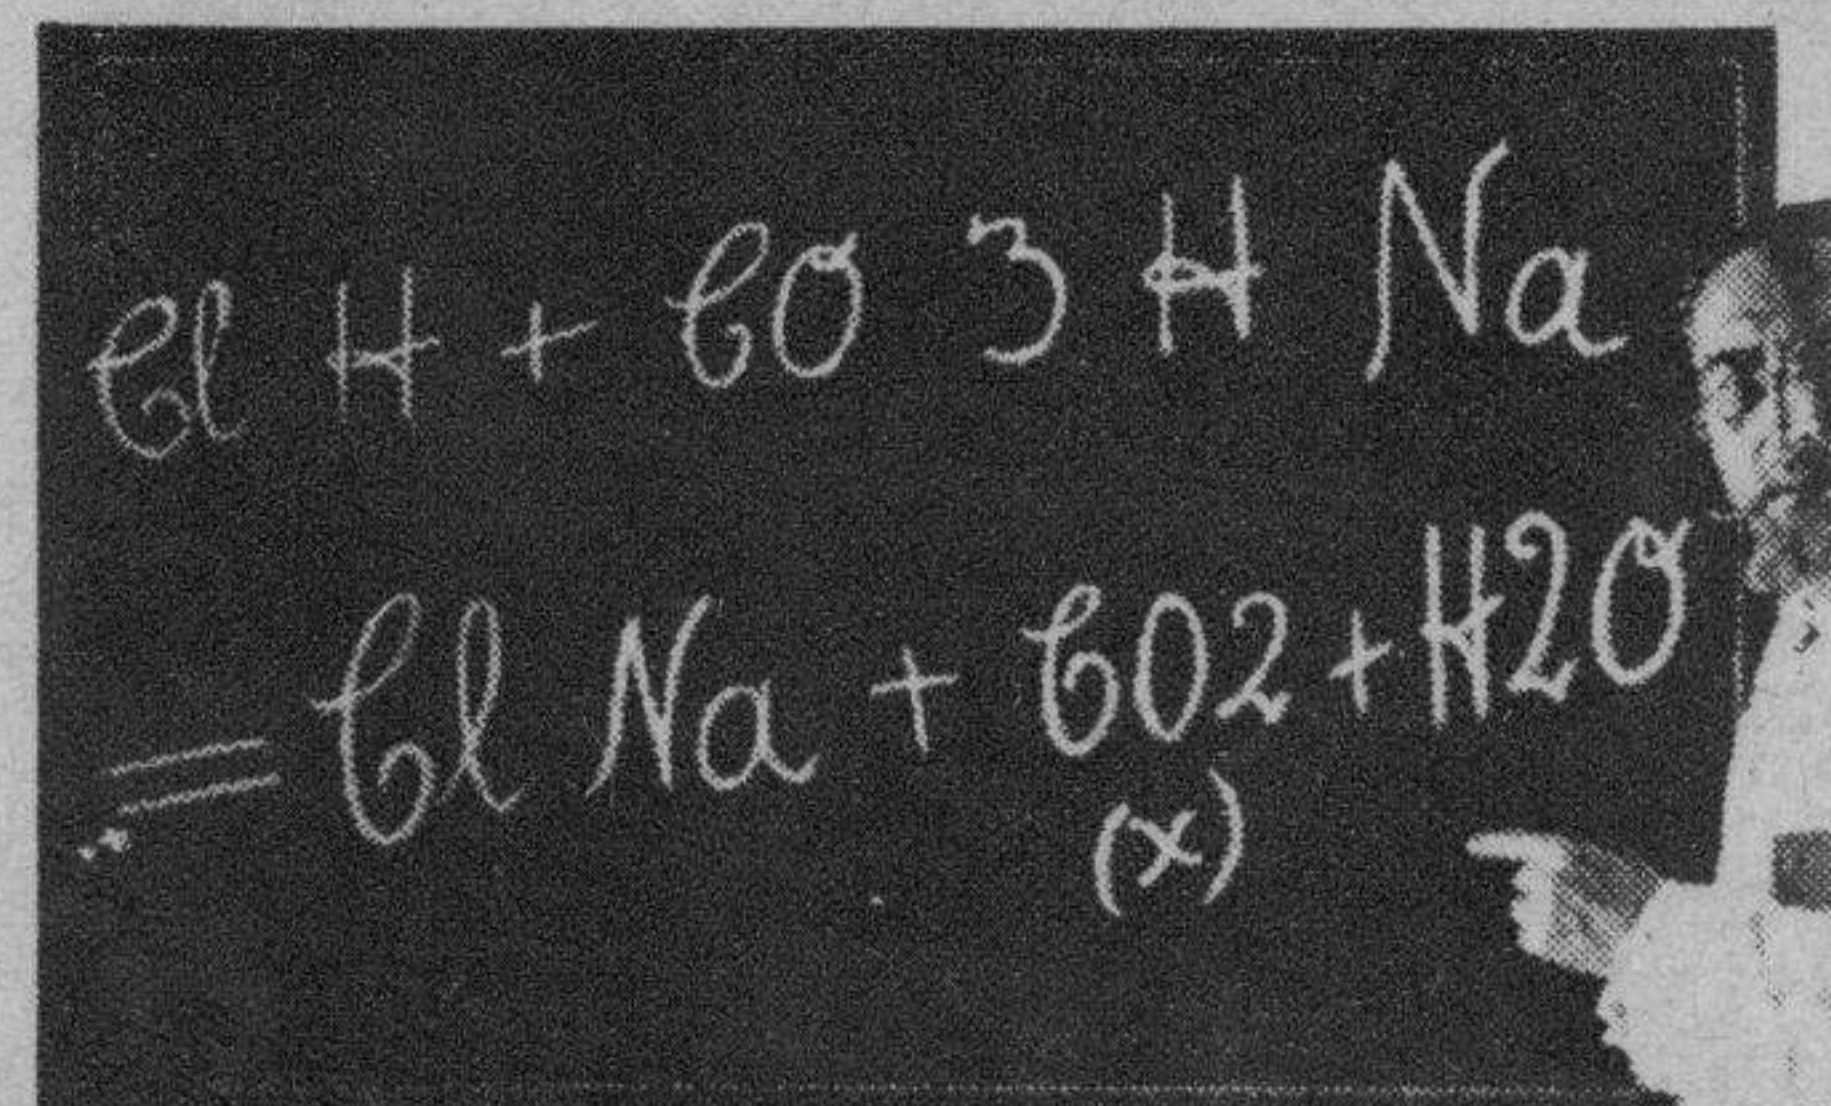 Cl H + CO 3 H Na
= Cl Na + CO2 + H2O
(x)